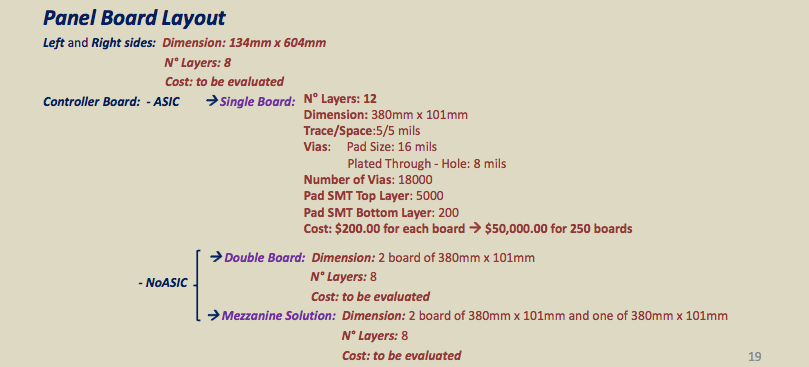 Panel Board Layout
Left and Right sides: Dimension: 134mm x 604mm
N° Layers: 8
Cost: to be evaluated
Controller Board: - ASIC → Single Board: N° Layers: 12
Dimension: 380mm x 101mm
Trace/Space:5/5 mils
Vias: Pad Size: 16 mils
Plated Through - Hole: 8 mils
Number of Vias: 18000
Pad SMT Top Layer: 5000
Pad SMT Bottom Layer: 200
Cost: $200.00 for each board → $50,000.00 for 250 boards
- NoASIC → Double Board: Dimension: 2 board of 380mm x 101mm
N° Layers: 8
Cost: to be evaluated
→ Mezzanine Solution: Dimension: 2 board of 380mm x 101mm and one of 380mm x 101mm
N° Layers: 8
Cost: to be evaluated
19